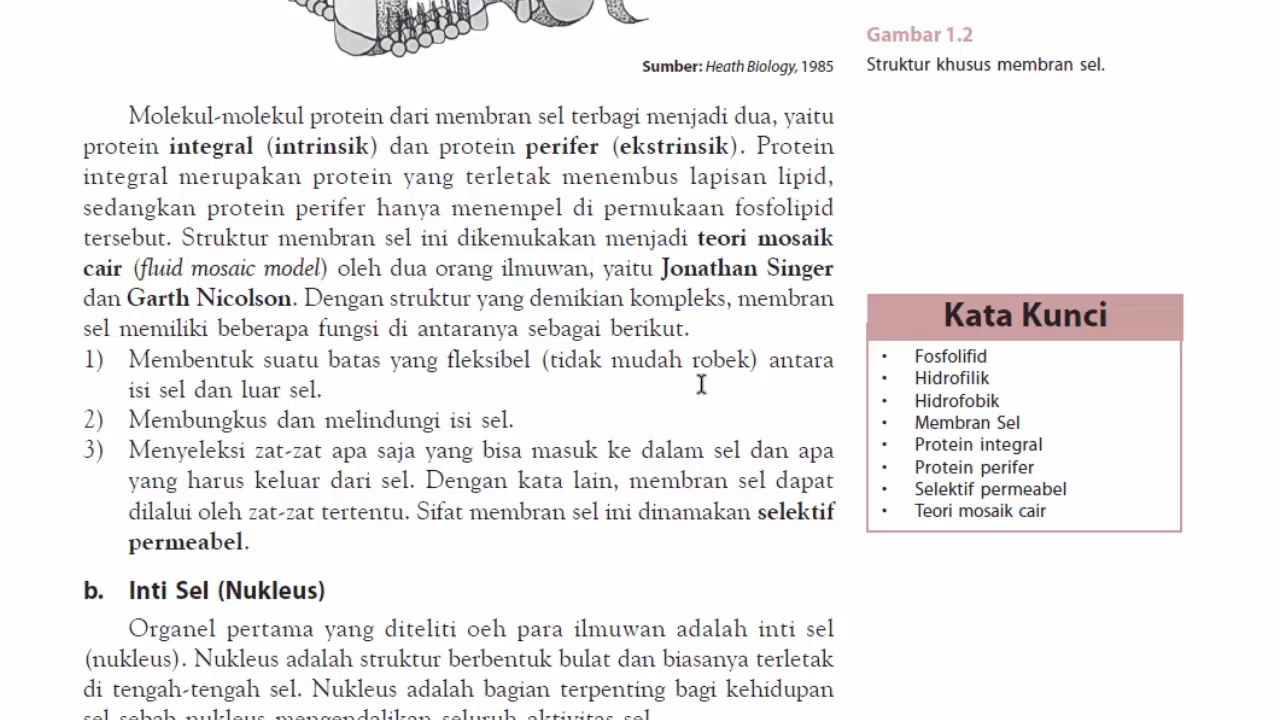 Gambar 1.2
Sumber: Heath Biology, 1985
Struktur khusus membran sel.
Molekul-molekul protein dari membran sel terbagi menjadi dua, yaitu
protein integral (intrinsik) dan protein perifer (ekstrinsik). Protein
integral merupakan protein yang terletak menembus lapisan lipid,
sedangkan protein perifer hanya menempel di permukaan fosfolipid
tersebut. Struktur membran sel ini dikemukakan menjadi teori mosaik
cair (fluid mosaic model) oleh dua orang ilmuwan, yaitu Jonathan Singer
dan Garth Nicolson. Dengan struktur yang demikian kompleks, membran
sel memiliki beberapa fungsi di antaranya sebagai berikut.
1) Membentuk suatu batas yang fleksibel (tidak mudah robek) antara
isi sel dan luar sel.
2) Membungkus dan melindungi isi sel.
3) Menyeleksi zat-zat apa saja yang bisa masuk ke dalam sel dan apa
yang harus keluar dari sel. Dengan kata lain, membran sel dapat
dilalui oleh zat-zat tertentu. Sifat membran sel ini dinamakan selektif
permeabel.
b. Inti Sel (Nukleus)
Organel pertama yang diteliti oeh para ilmuwan adalah inti sel
(nukleus). Nukleus adalah struktur berbentuk bulat dan biasanya terletak
di tengah-tengah sel. Nukleus adalah bagian terpenting bagi kehidupan
sel sebab nukleus mengendalikan seluruh aktivitas sel.
Kata Kunci
• Fosfolifid
• Hidrofilik
• Hidrofobik
• Membran Sel
• Protein integral
• Protein perifer
• Selektif permeabel
• Teori mosaik cair